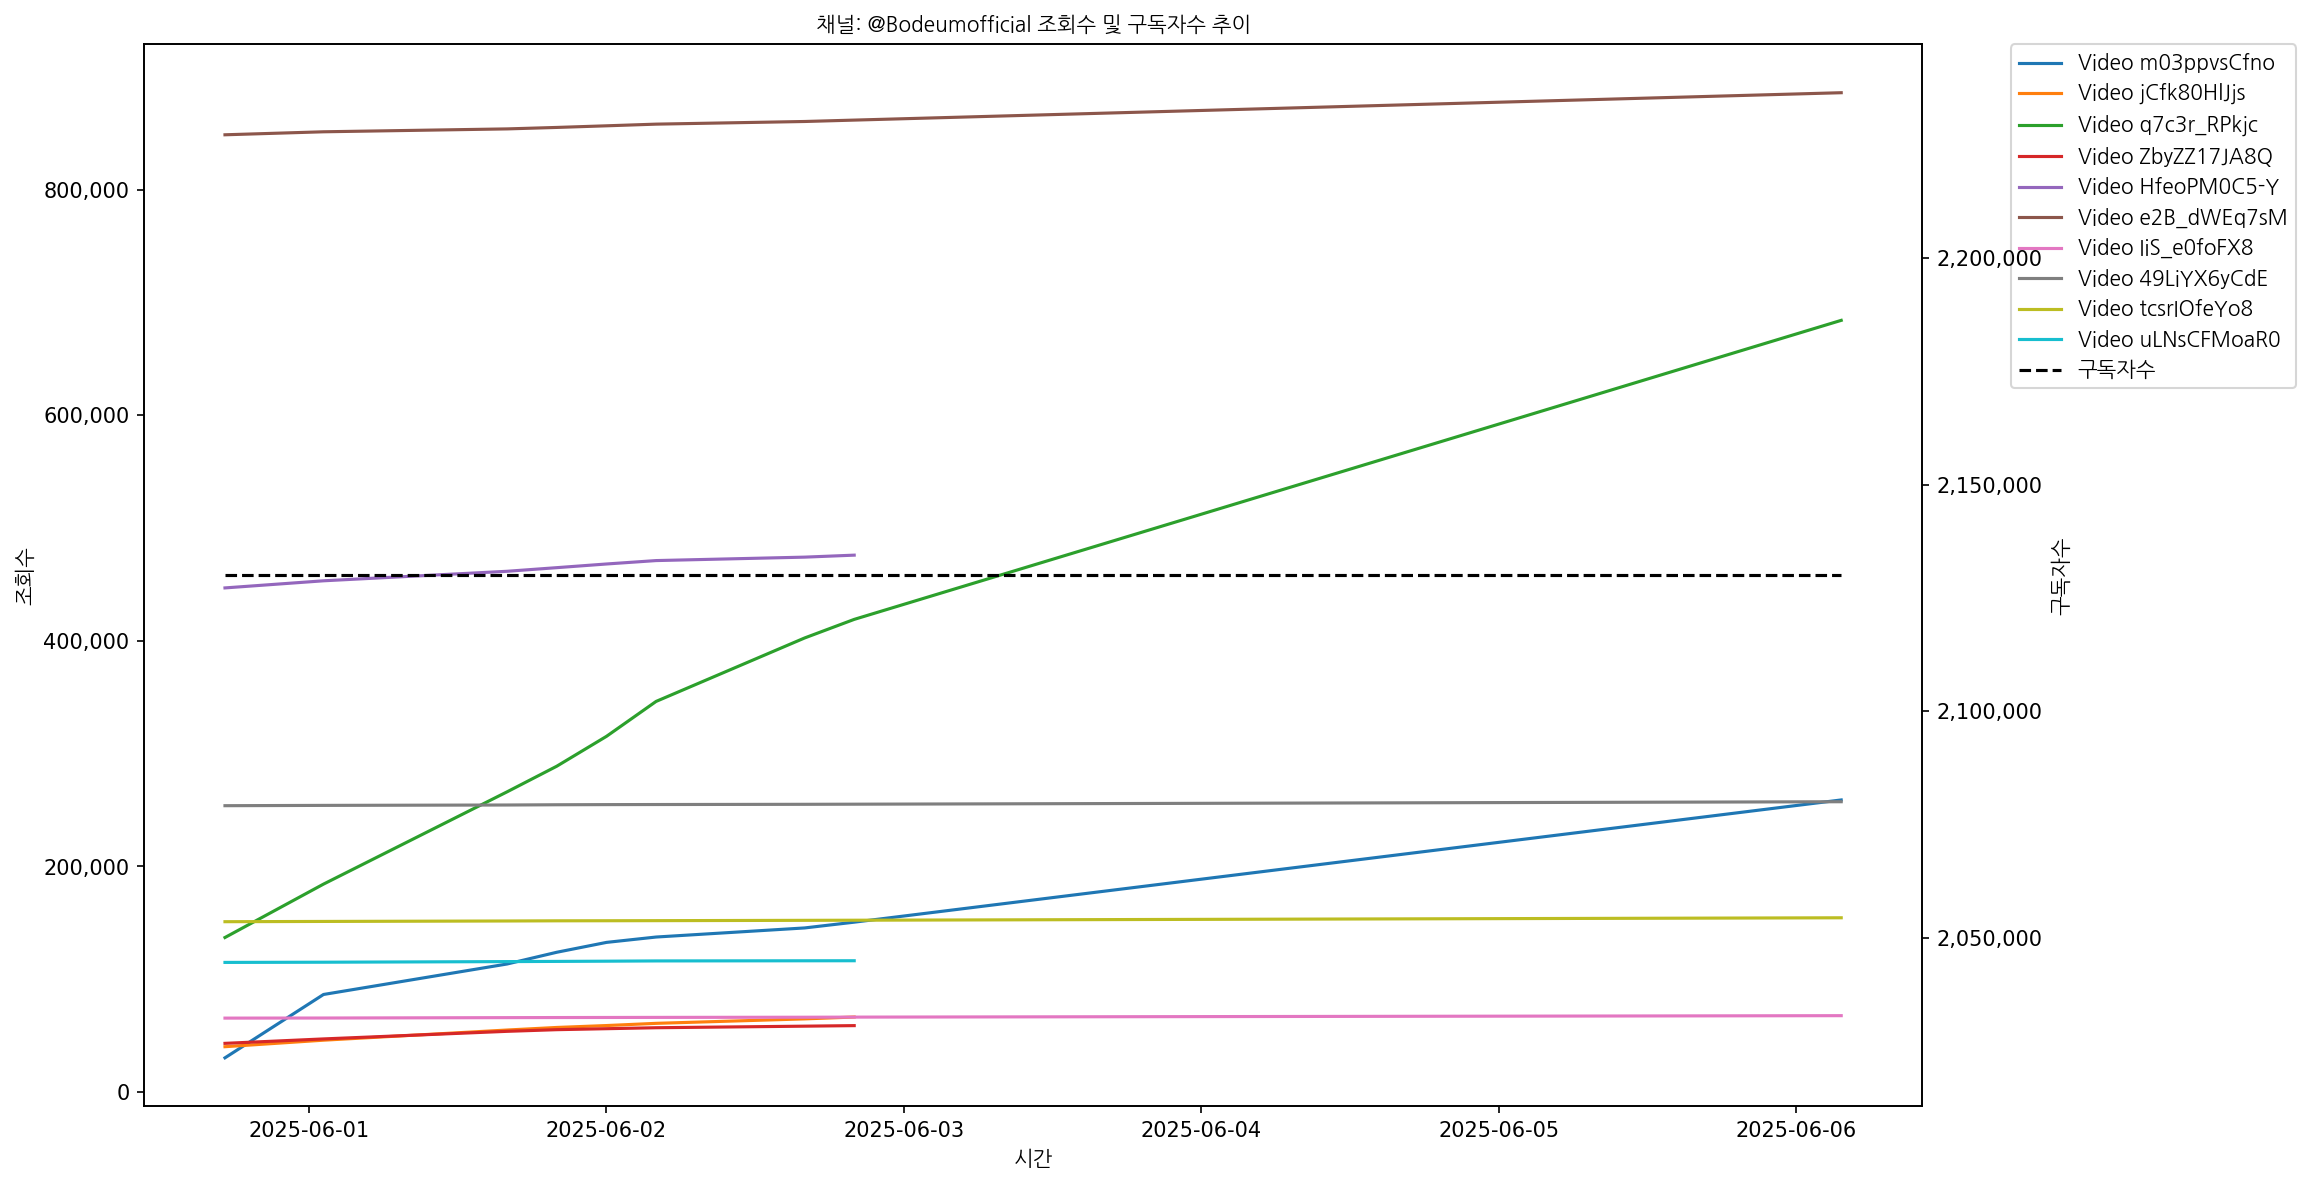 채널: @Bodeumofficial 조회수 및 구독자수 추이
조회수
800,000
600,000
400,000
200,000
0
2025-06-01
2025-06-02
2025-06-03
2025-06-04
2025-06-05
2025-06-06
시간
2,200,000
2,150,000
2,100,000
2,050,000
구독자수
Video m03ppvsCfno
Video jCfk80HlJjs
Video q7c3r_RPkjc
Video ZbyZZ17JA8Q
Video HfeoPM0C5-Y
Video e2B_dWEq7sM
Video IjS_e0foFX8
Video 49LiYX6yCdE
Video tcsrIOfeYo8
Video uLNsCFMoaR0
구독자수